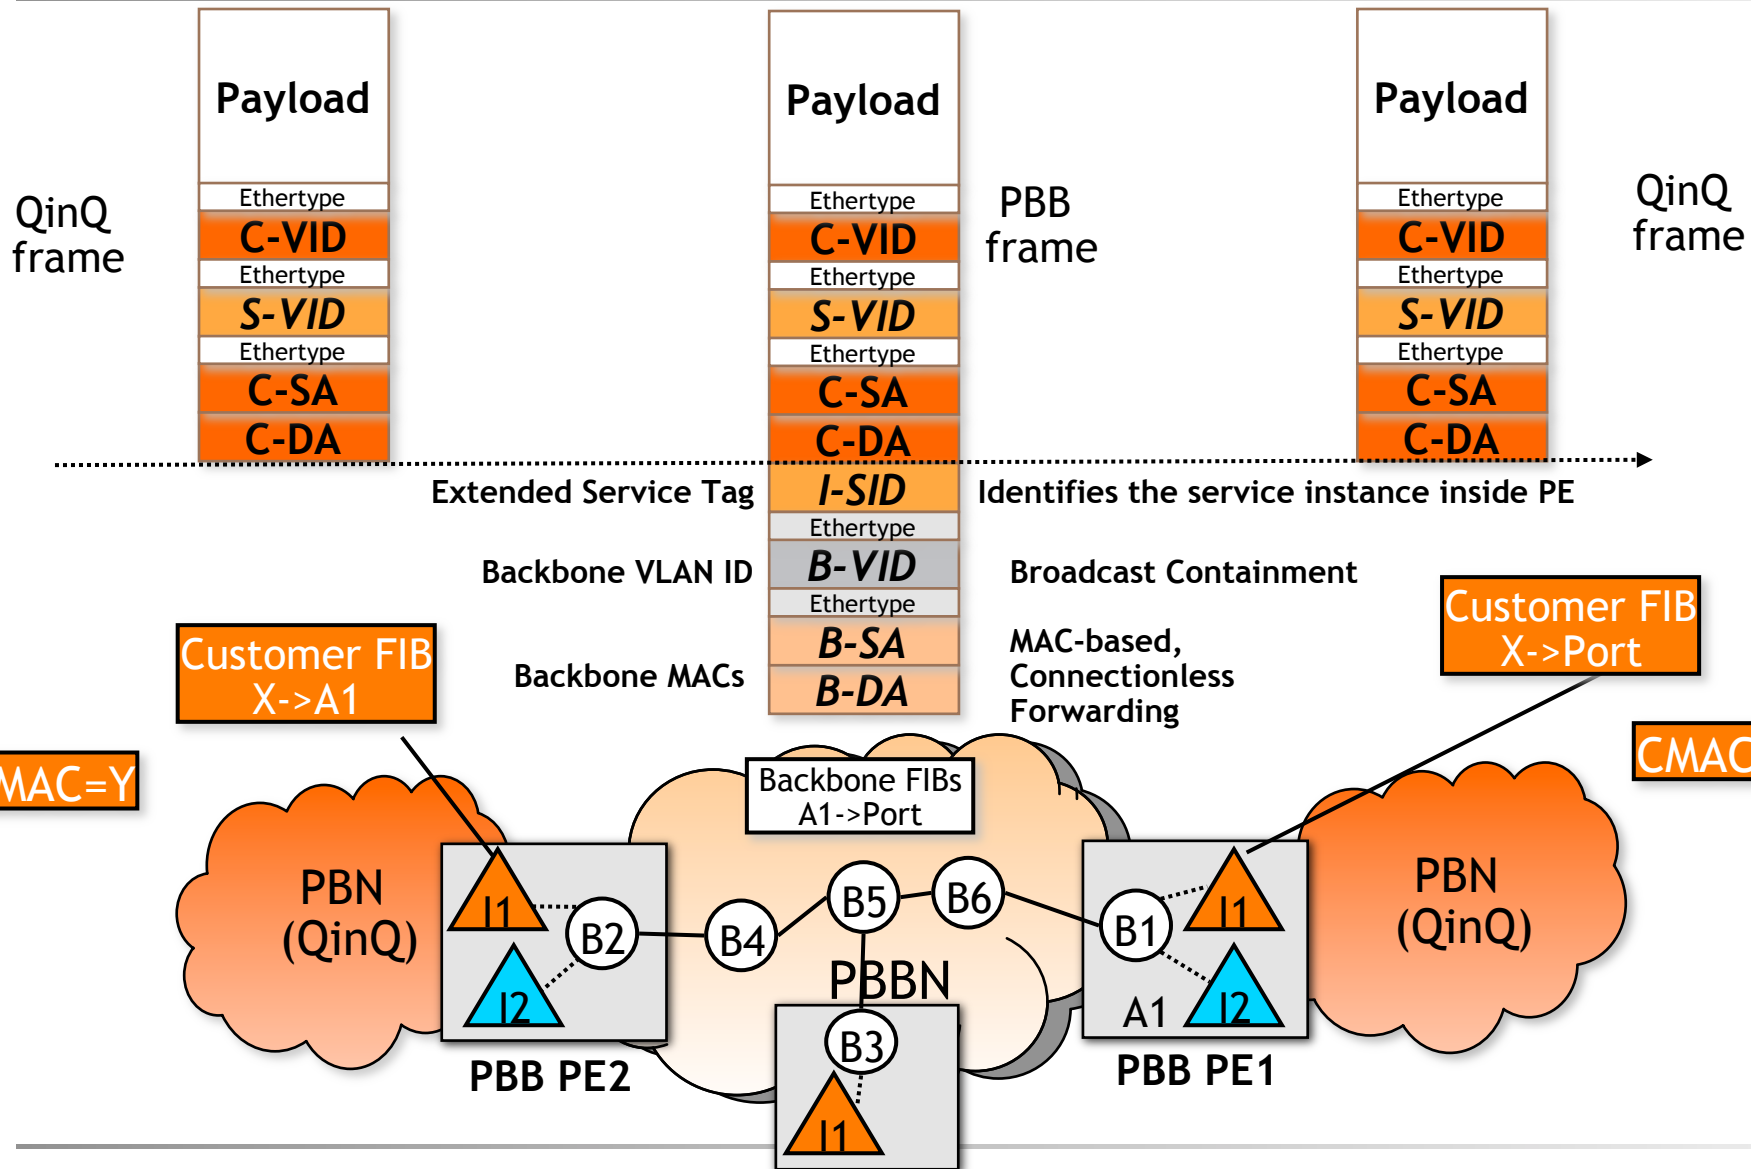 Payload
Ethertype
C-VID
Ethertype
S-VID
Ethertype
C-SA
C-DA
QinQ
frame
Payload
Ethertype
C-VID
Ethertype
S-VID
Ethertype
C-SA
C-DA
I-SID
Ethertype
B-VID
Ethertype
B-SA
B-DA
PBB
frame
Payload
Ethertype
C-VID
Ethertype
S-VID
Ethertype
C-SA
C-DA
QinQ
frame
Extended Service Tag
Identifies the service instance inside PE
Backbone VLAN ID
Broadcast Containment
Backbone MACs
MAC-based,
Connectionless
Forwarding
Customer FIB
X->A1
Customer FIB
X->Port
MAC=Y
CMAC
Backbone FIBs
A1->Port
PBN
(QinQ)
I1
I2
B2
B4
B5
B6
B1
I1
I2
A1
PBN
(QinQ)
PBBN
B3
I1
PBB PE2
PBB PE1